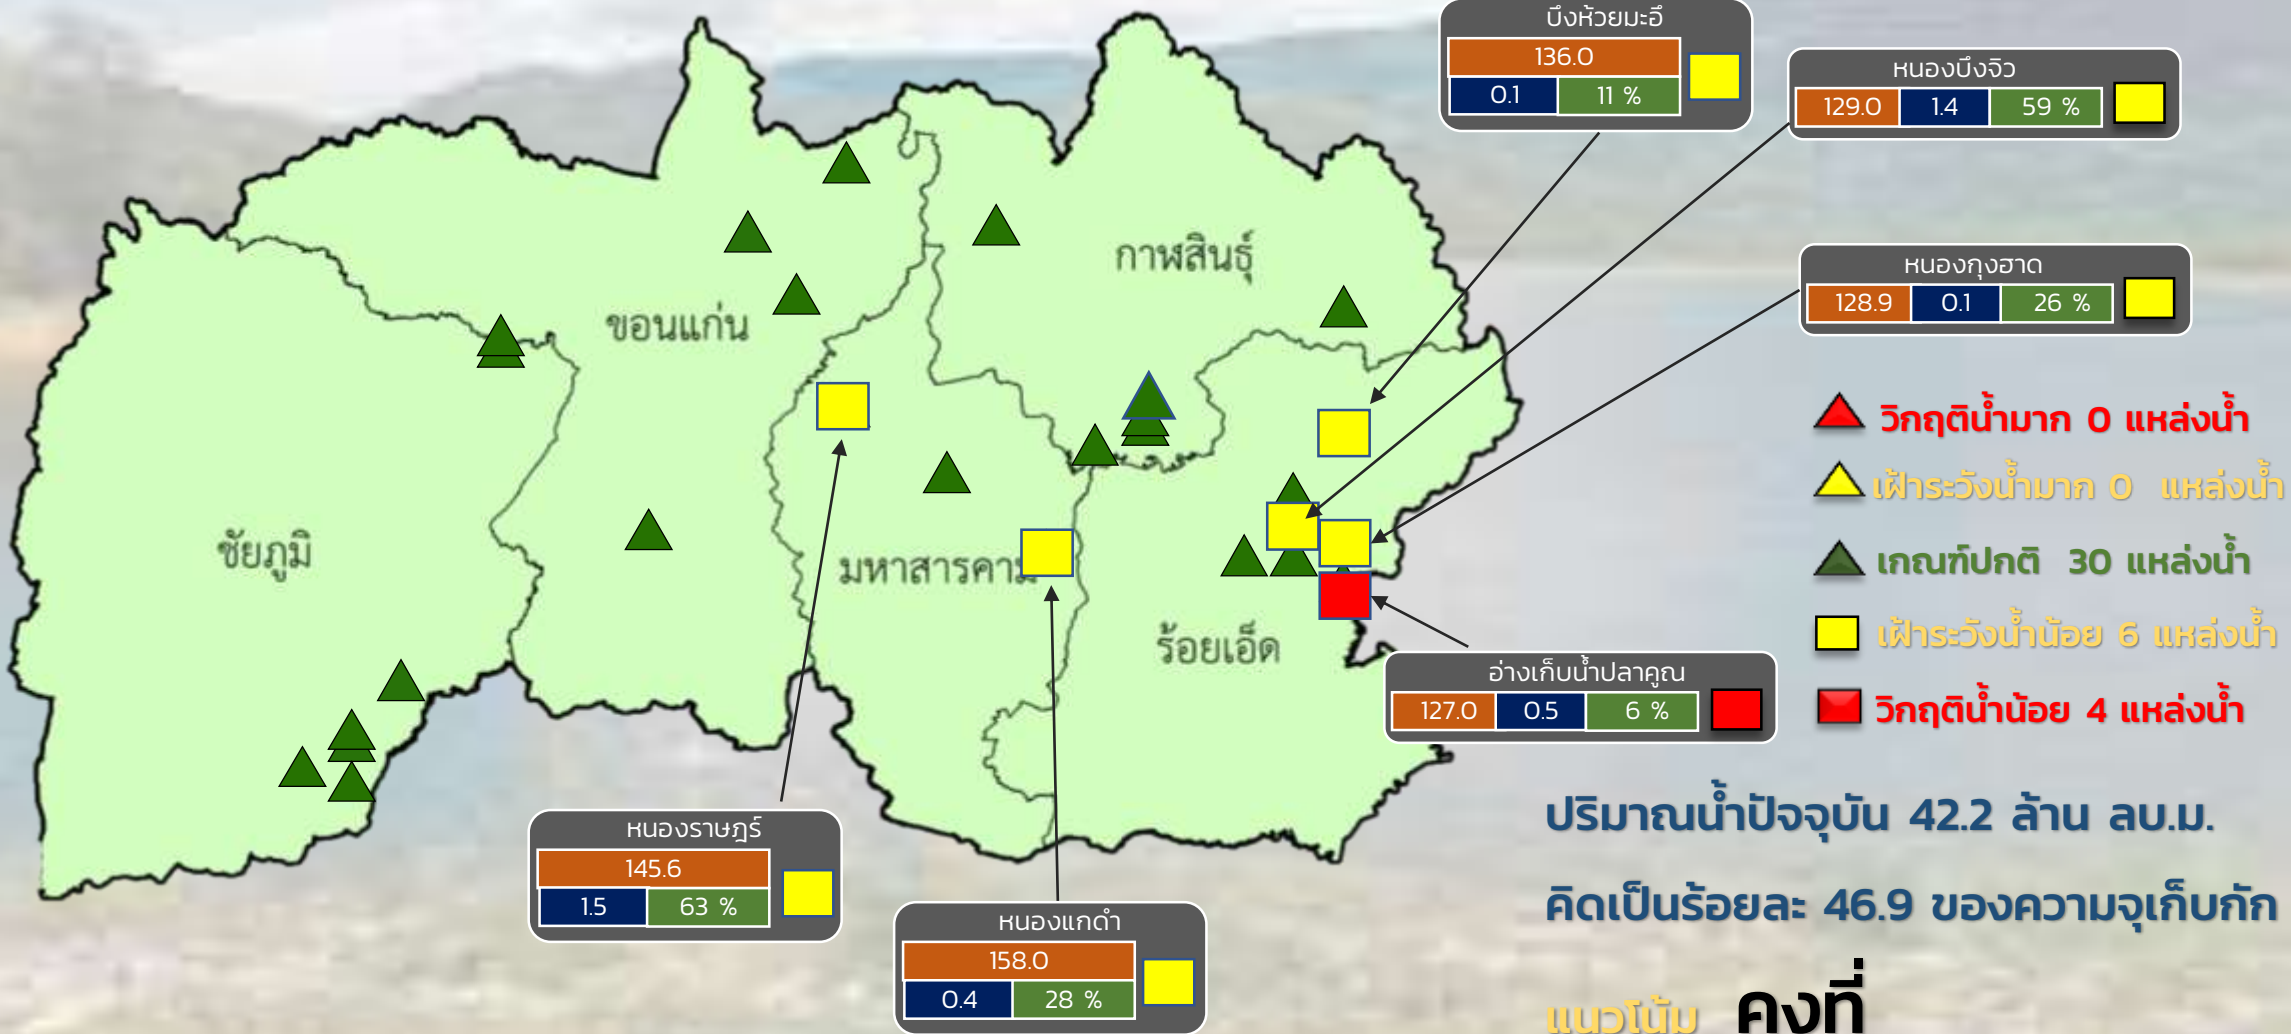 บึงห้วยมะอึ
136.0
0.1 11 %
หนองบึงจิว
129.0 1.4 59 %
หนองกุงฮาด
128.9 0.1 26 %
กาฬสินธุ์
ขอนแก่น
ชัยภูมิ
มหาสารคาม
ร้อยเอ็ด
วิกฤติน้ำมาก 0 แหล่งน้ำ
เฝ้าระวังน้ำมาก 0 แหล่งน้ำ
เกณฑ์ปกติ 30 แหล่งน้ำ
เฝ้าระวังน้ำน้อย 6 แหล่งน้ำ
วิกฤติน้ำน้อย 4 แหล่งน้ำ
อ่างเก็บน้ำปลาคูณ
127.0 0.5 6 %
หนองราษฎร์
145.6
1.5 63 %
หนองแกดำ
158.0
0.4 28 %
ปริมาณน้ำปัจจุบัน 42.2 ล้าน ลบ.ม.
คิดเป็นร้อยละ 46.9 ของความจุเก็บกัก
แนวโน้ม คงที่